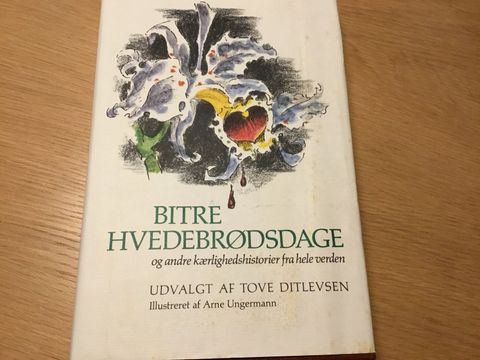 BITRE
HVEDEBRØDSDAGE
og andre kærlighedshistorier fra hele verden
UDVALGT AF TOVE DITLEVSEN
Illustreret af Arne Ungermann